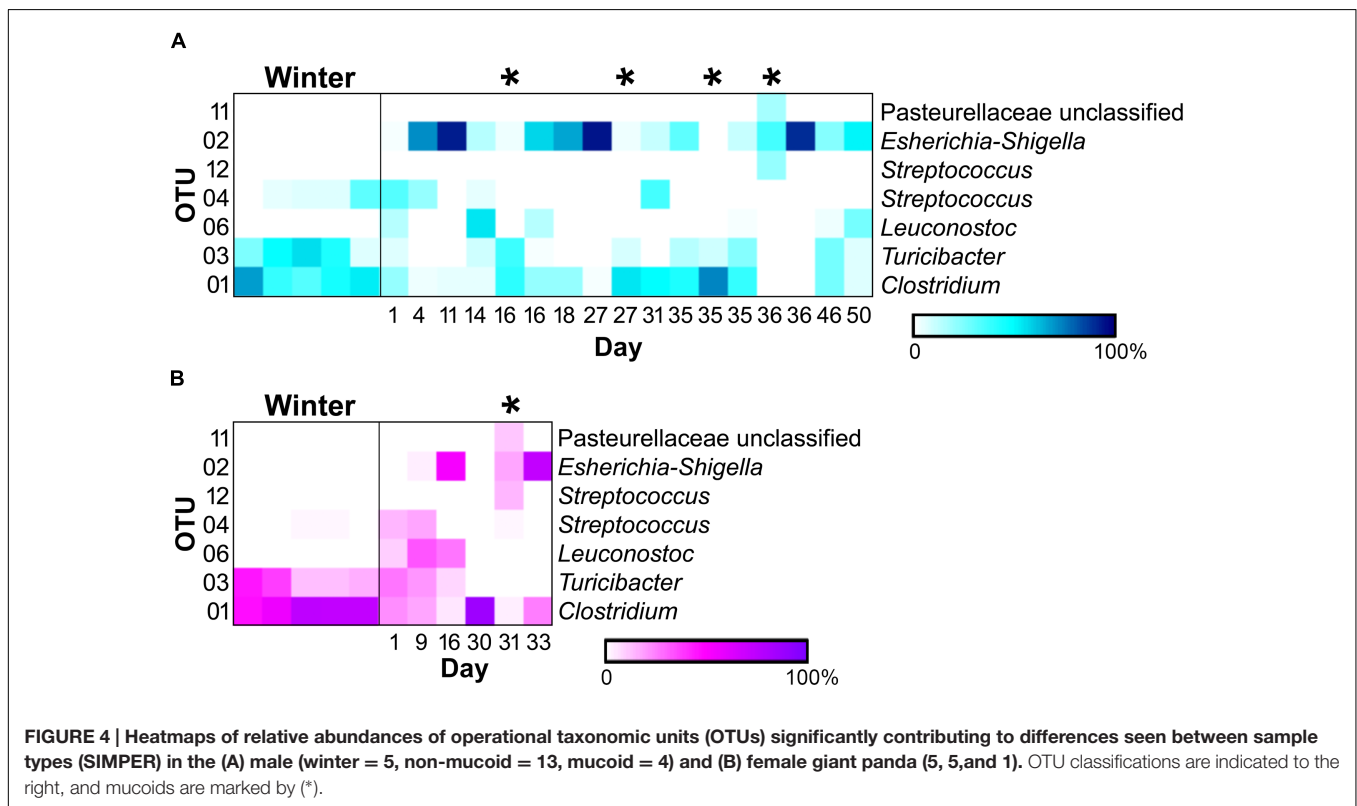 A
Winter * * * *
11 Pasteurellaceae unclassified
02 Esherichia-Shigella
12 Streptococcus
04 Streptococcus
06 Leuconostoc
03 Turicibacter
01 Clostridium
OTU
1 4 11 14 16 16 18 27 27 31 35 35 35 36 36 46 50
Day
0 100%
B
Winter *
11 Pasteurellaceae unclassified
02 Esherichia-Shigella
12 Streptococcus
04 Streptococcus
06 Leuconostoc
03 Turicibacter
01 Clostridium
OTU
1 9 16 30 31 33
Day
0 100%
FIGURE 4 | Heatmaps of relative abundances of operational taxonomic units (OTUs) significantly contributing to differences seen between sample
types (SIMPER) in the (A) male (winter = 5, non-mucoid = 13, mucoid = 4) and (B) female giant panda (5, 5,and 1). OTU classifications are indicated to the
right, and mucoids are marked by (*).